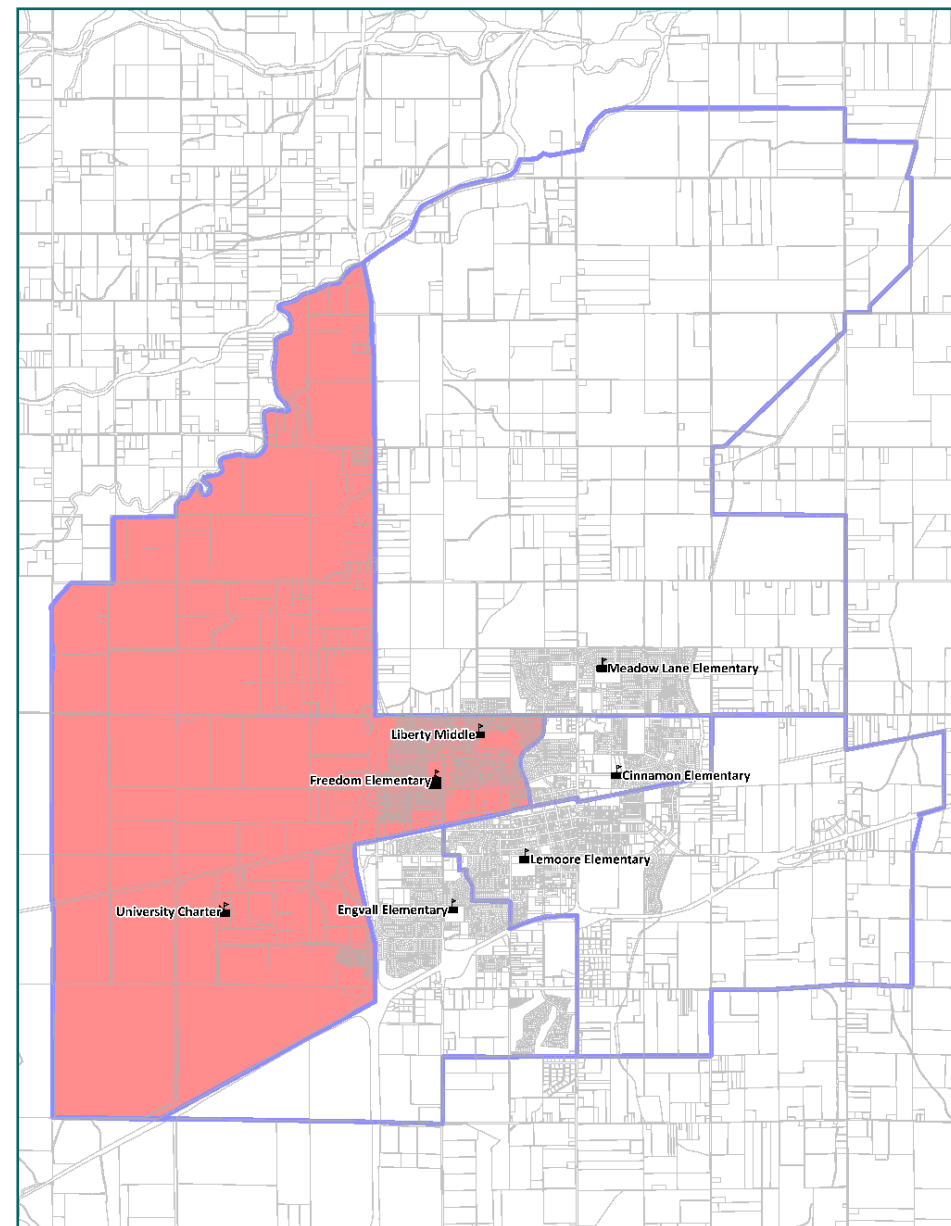 Meadow Lane Elementary
Liberty Middle
Cinnamon Elementary
Freedom Elementary
Lemoore Elementary
University Charter
Engvall Elementary